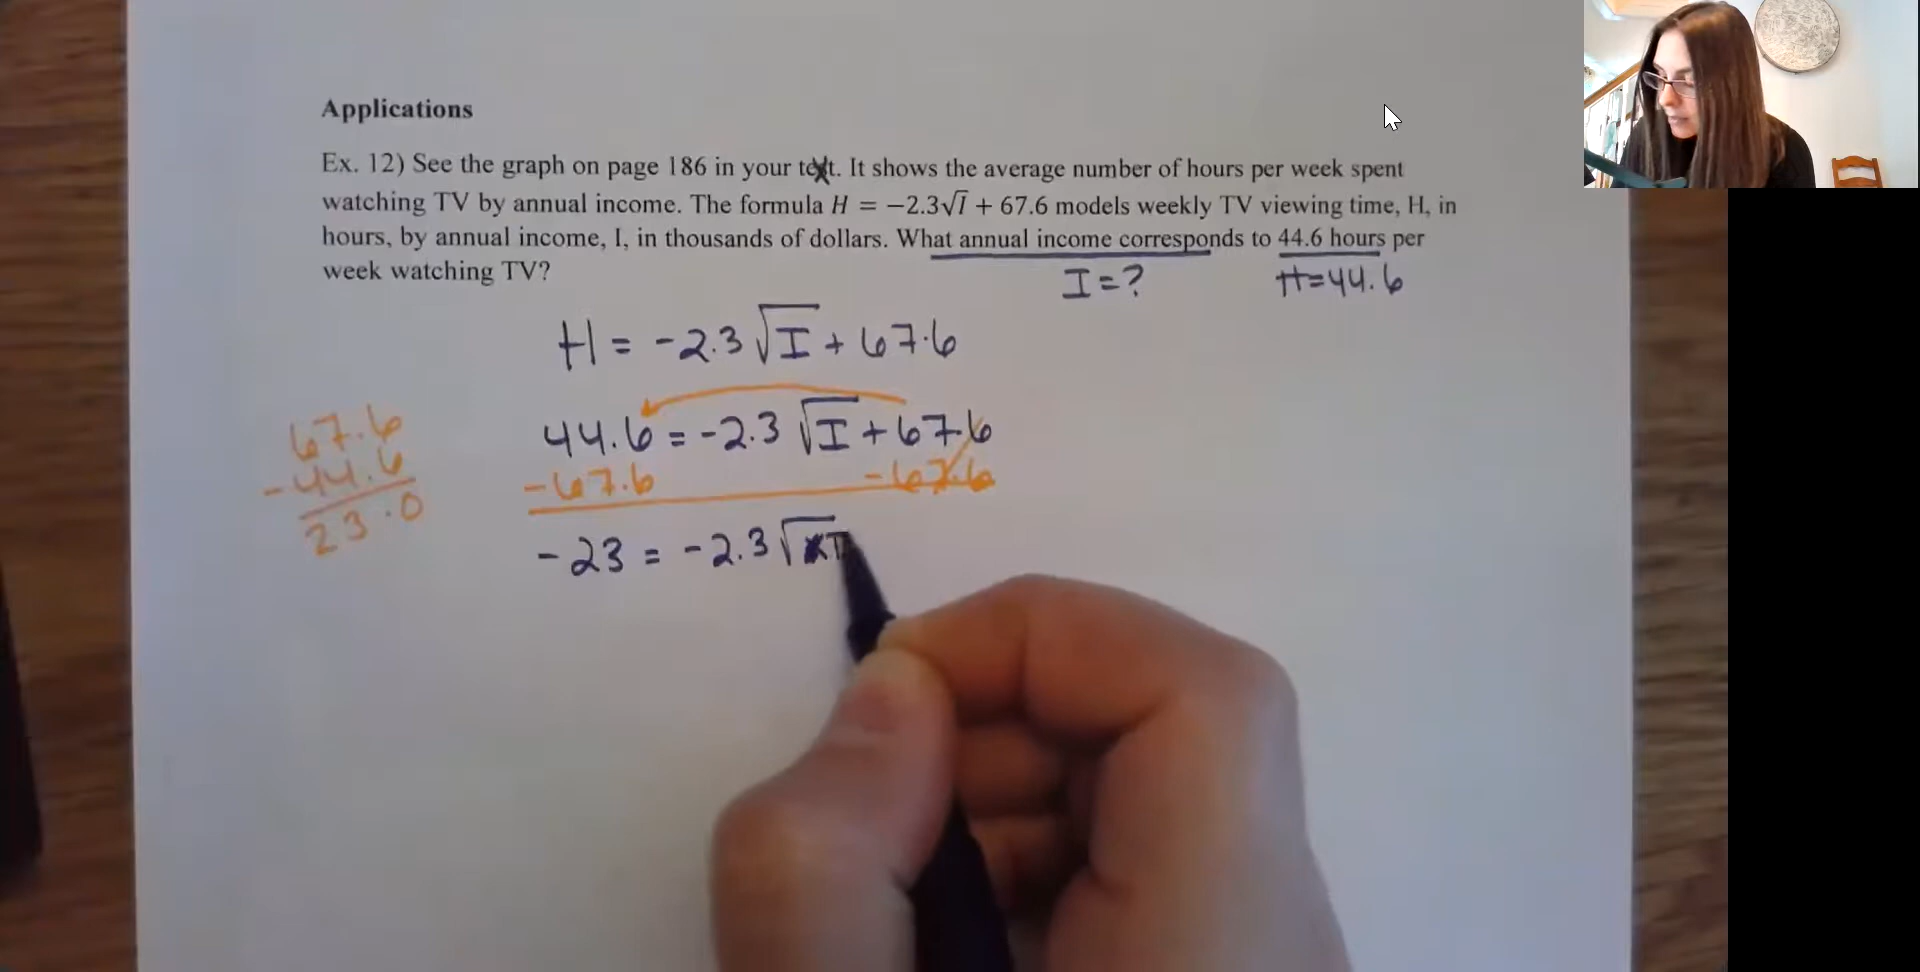 Applications
Ex. 12) See the graph on page 186 in your text. It shows the average number of hours per week spent
watching TV by annual income. The formula H = −2.3√I + 67.6 models weekly TV viewing time, H, in
hours, by annual income, I, in thousands of dollars. What annual income corresponds to 44.6 hours per
week watching TV?
I = ?
H=44.6
H = -2.3√I + 67.6
67.6
-44.6
23.0
44.6 = -2.3√I + 67.6
-67.6 -67.6
-23 = -2.3√I